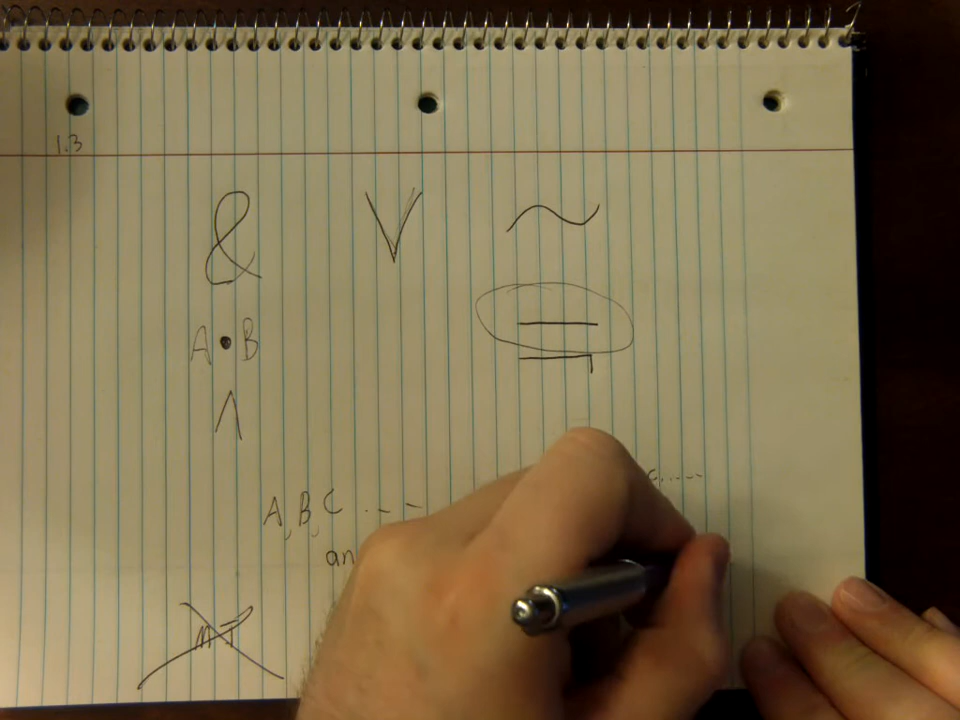 1.3
& V ~
—
A • B ¬
∧
A, B, C . - -
an